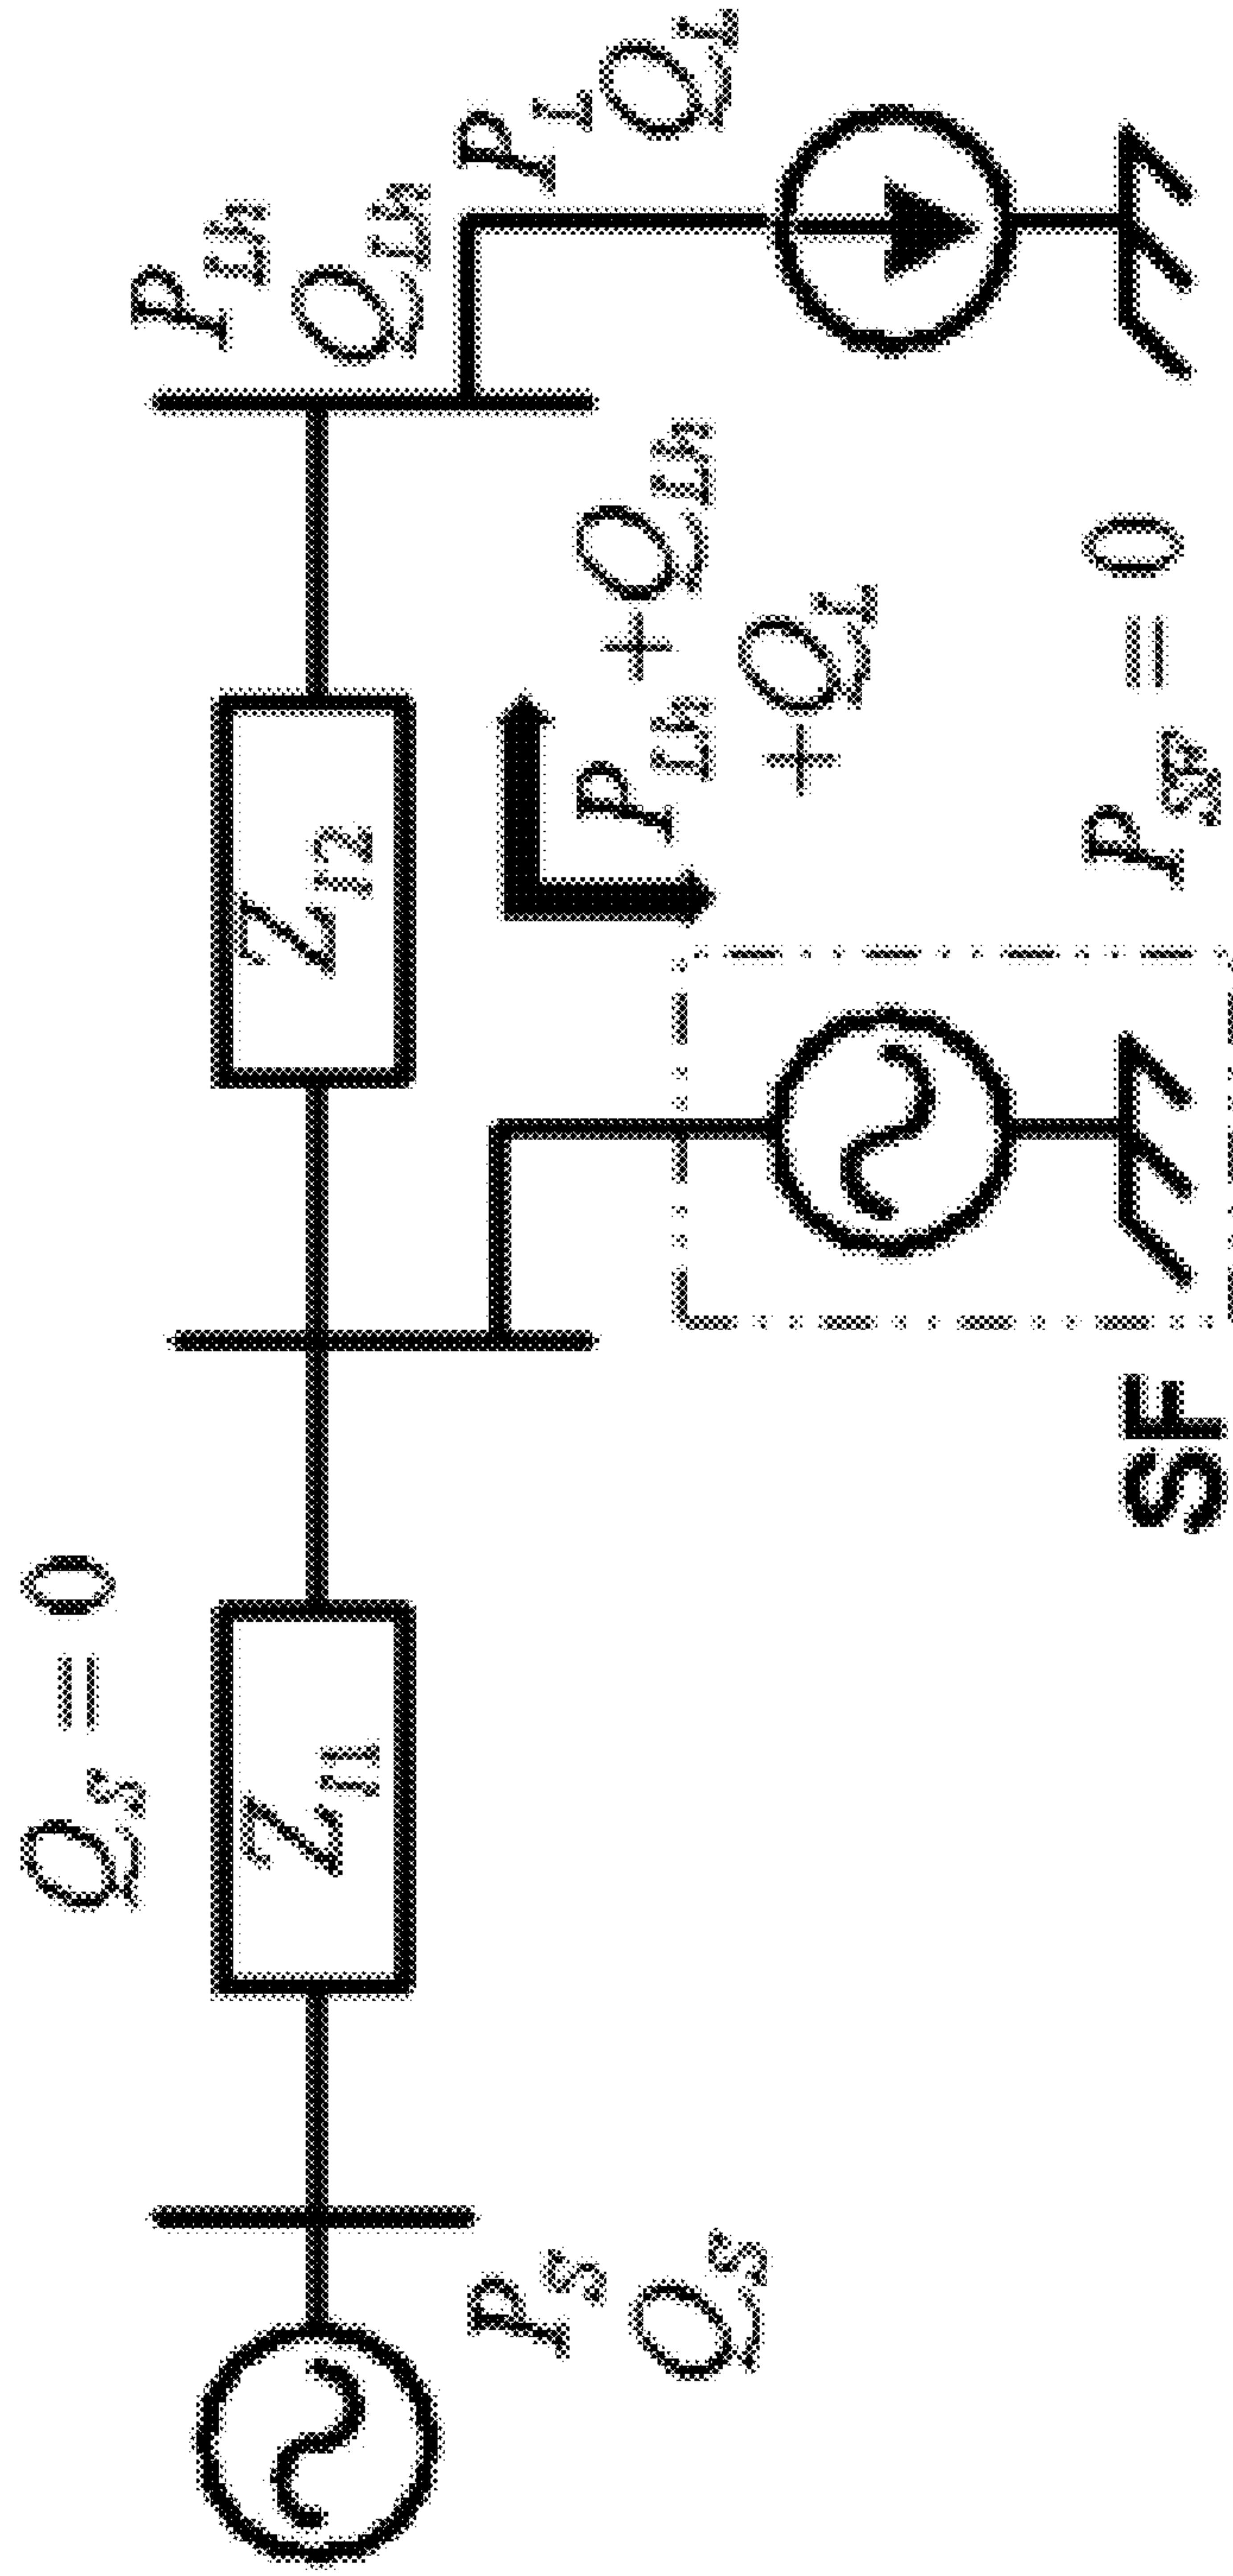 Q_S = 0
P_Lh
Q_Lh
Z_l1
Z_l2
P_S
Q_S
P_L
Q_L
P_Lh + Q_Lh
+ Q_L
SF
P_SF = 0